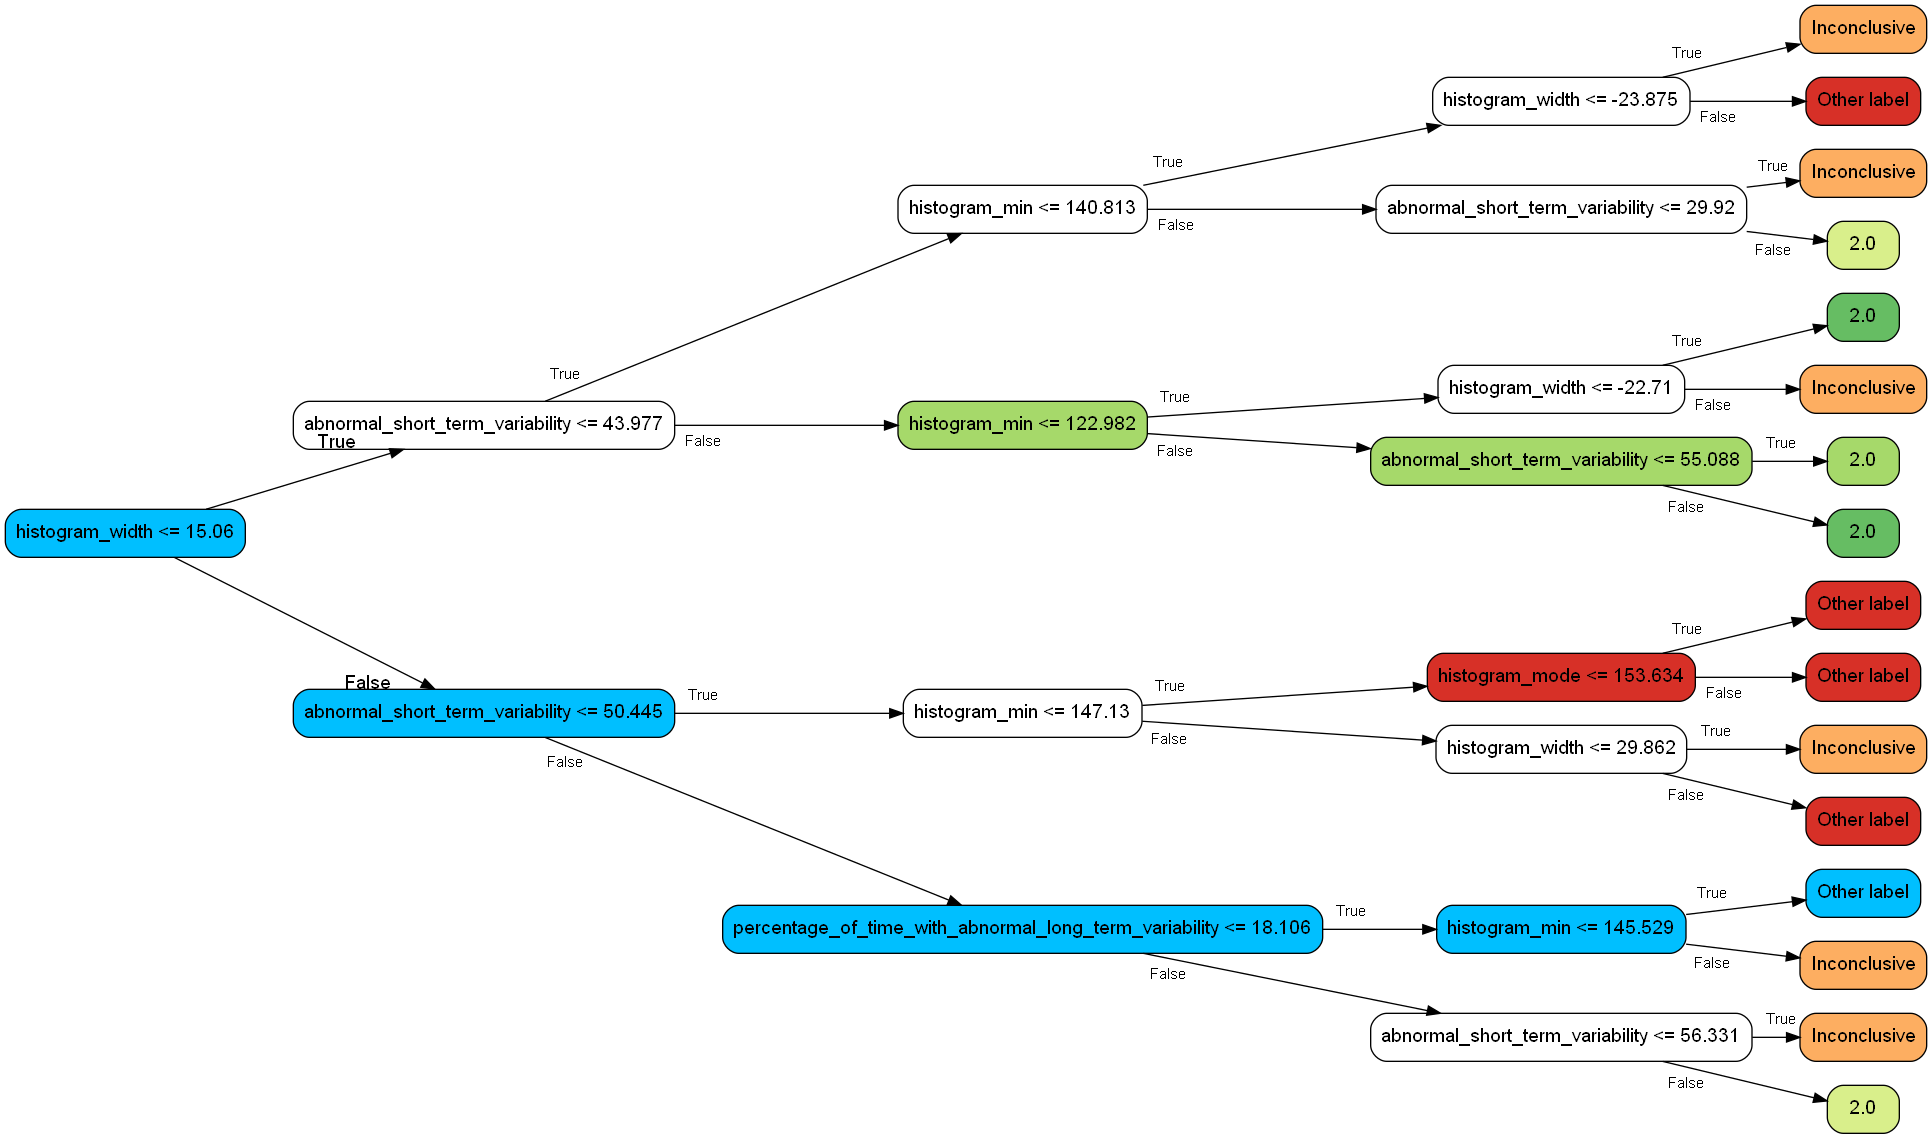 Inconclusive
True
histogram_width <= -23.875
Other label
False
True
histogram_min <= 140.813
False
abnormal_short_term_variability <= 29.92
True
Inconclusive
False
2.0
True
abnormal_short_term_variability <= 43.977
True
False
histogram_min <= 122.982
True
False
histogram_width <= -22.71
True
2.0
False
Inconclusive
abnormal_short_term_variability <= 55.088
True
2.0
False
2.0
histogram_width <= 15.06
False
abnormal_short_term_variability <= 50.445
True
False
histogram_min <= 147.13
True
False
histogram_mode <= 153.634
True
Other label
False
Other label
histogram_width <= 29.862
True
Inconclusive
False
Other label
percentage_of_time_with_abnormal_long_term_variability <= 18.106
True
False
histogram_min <= 145.529
True
Other label
False
Inconclusive
abnormal_short_term_variability <= 56.331
True
Inconclusive
False
2.0